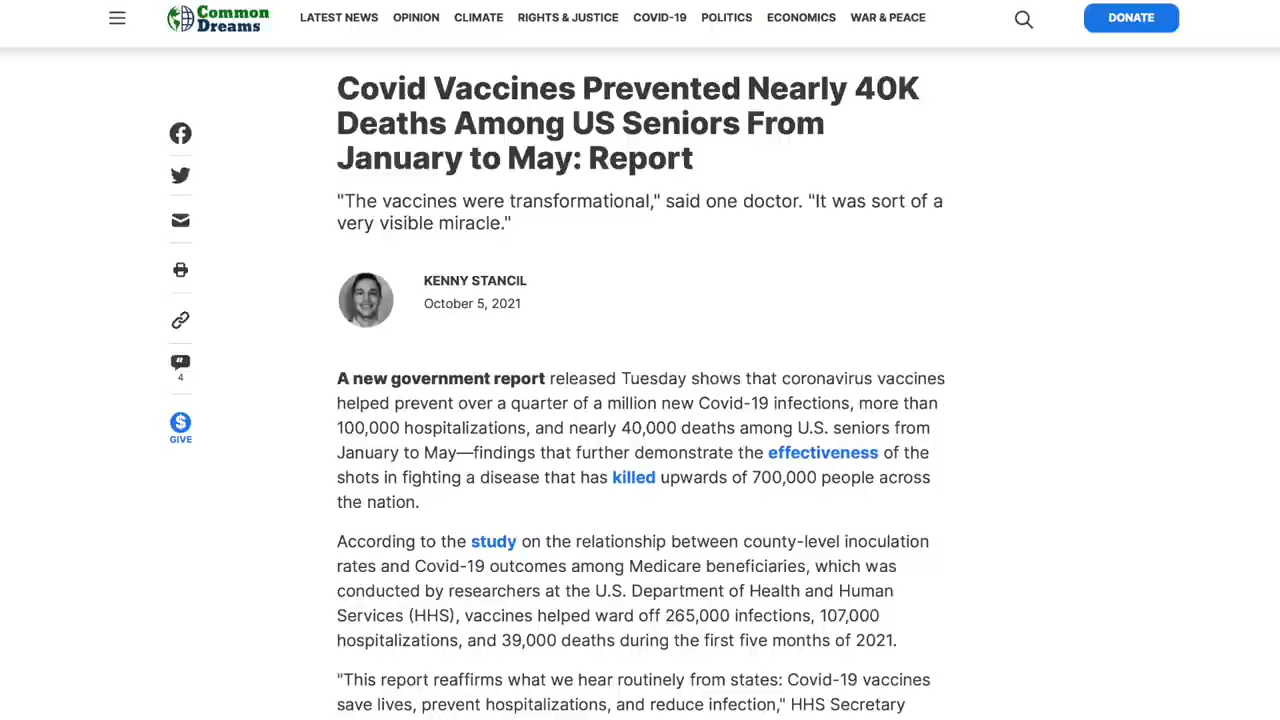 Common Dreams
LATEST NEWS OPINION CLIMATE RIGHTS & JUSTICE COVID-19 POLITICS ECONOMICS WAR & PEACE
DONATE
Covid Vaccines Prevented Nearly 40K
Deaths Among US Seniors From
January to May: Report
"The vaccines were transformational," said one doctor. "It was sort of a
very visible miracle."
KENNY STANCIL
October 5, 2021
4
GIVE
A new government report released Tuesday shows that coronavirus vaccines
helped prevent over a quarter of a million new Covid-19 infections, more than
100,000 hospitalizations, and nearly 40,000 deaths among U.S. seniors from
January to May—findings that further demonstrate the effectiveness of the
shots in fighting a disease that has killed upwards of 700,000 people across
the nation.
According to the study on the relationship between county-level inoculation
rates and Covid-19 outcomes among Medicare beneficiaries, which was
conducted by researchers at the U.S. Department of Health and Human
Services (HHS), vaccines helped ward off 265,000 infections, 107,000
hospitalizations, and 39,000 deaths during the first five months of 2021.
"This report reaffirms what we hear routinely from states: Covid-19 vaccines
save lives, prevent hospitalizations, and reduce infection," HHS Secretary